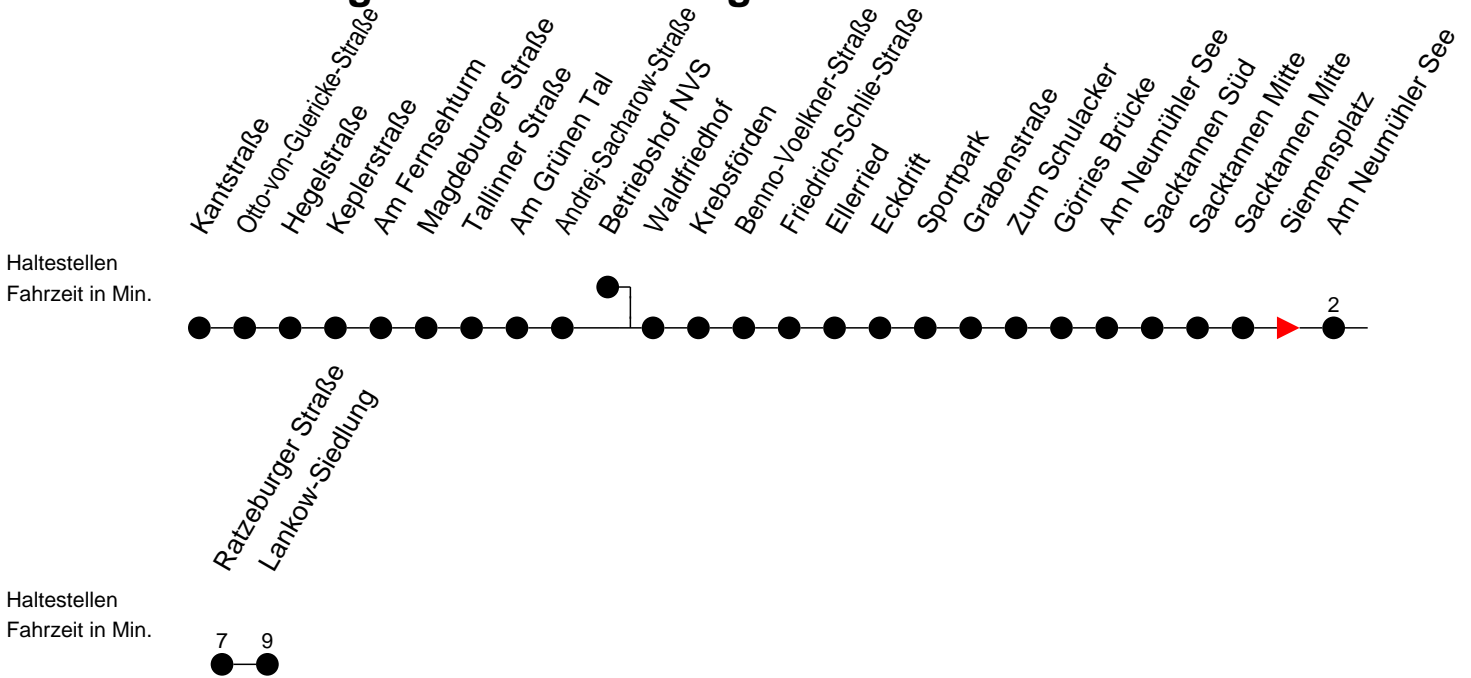 Kantstraße
Otto-von-Guericke-Straße
Hegelstraße
Keplerstraße
Am Fernsehturm
Magdeburger Straße
Tallinner Straße
Am Grünen Tal
Andrej-Sacharow-Straße
Betriebshof NVS
Waldfriedhof
Krebsförden
Benno-Voelkner-Straße
Friedrich-Schlie-Straße
Ellerried
Eckdrift
Sportpark
Grabenstraße
Zum Schulacker
Görries Brücke
Am Neumühler See
Sacktannen Süd
Sacktannen Mitte
Sacktannen Mitte
Siemensplatz
Am Neumühler See
Haltestellen
Fahrzeit in Min.
2
Ratzeburger Straße
Lankow-Siedlung
Haltestellen
Fahrzeit in Min.
7 9